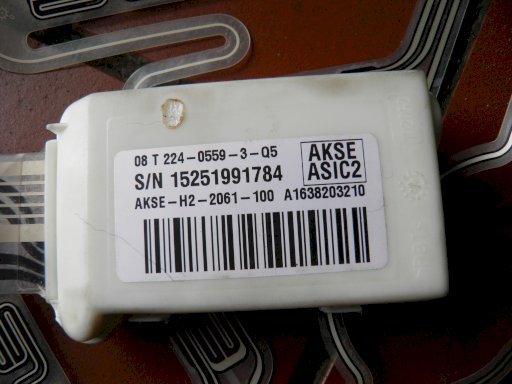 08 T 224-0559-3-Q5
S/N 15251991784
AKSE-H2-2061-100 A1638203210
AKSE
ASIC2